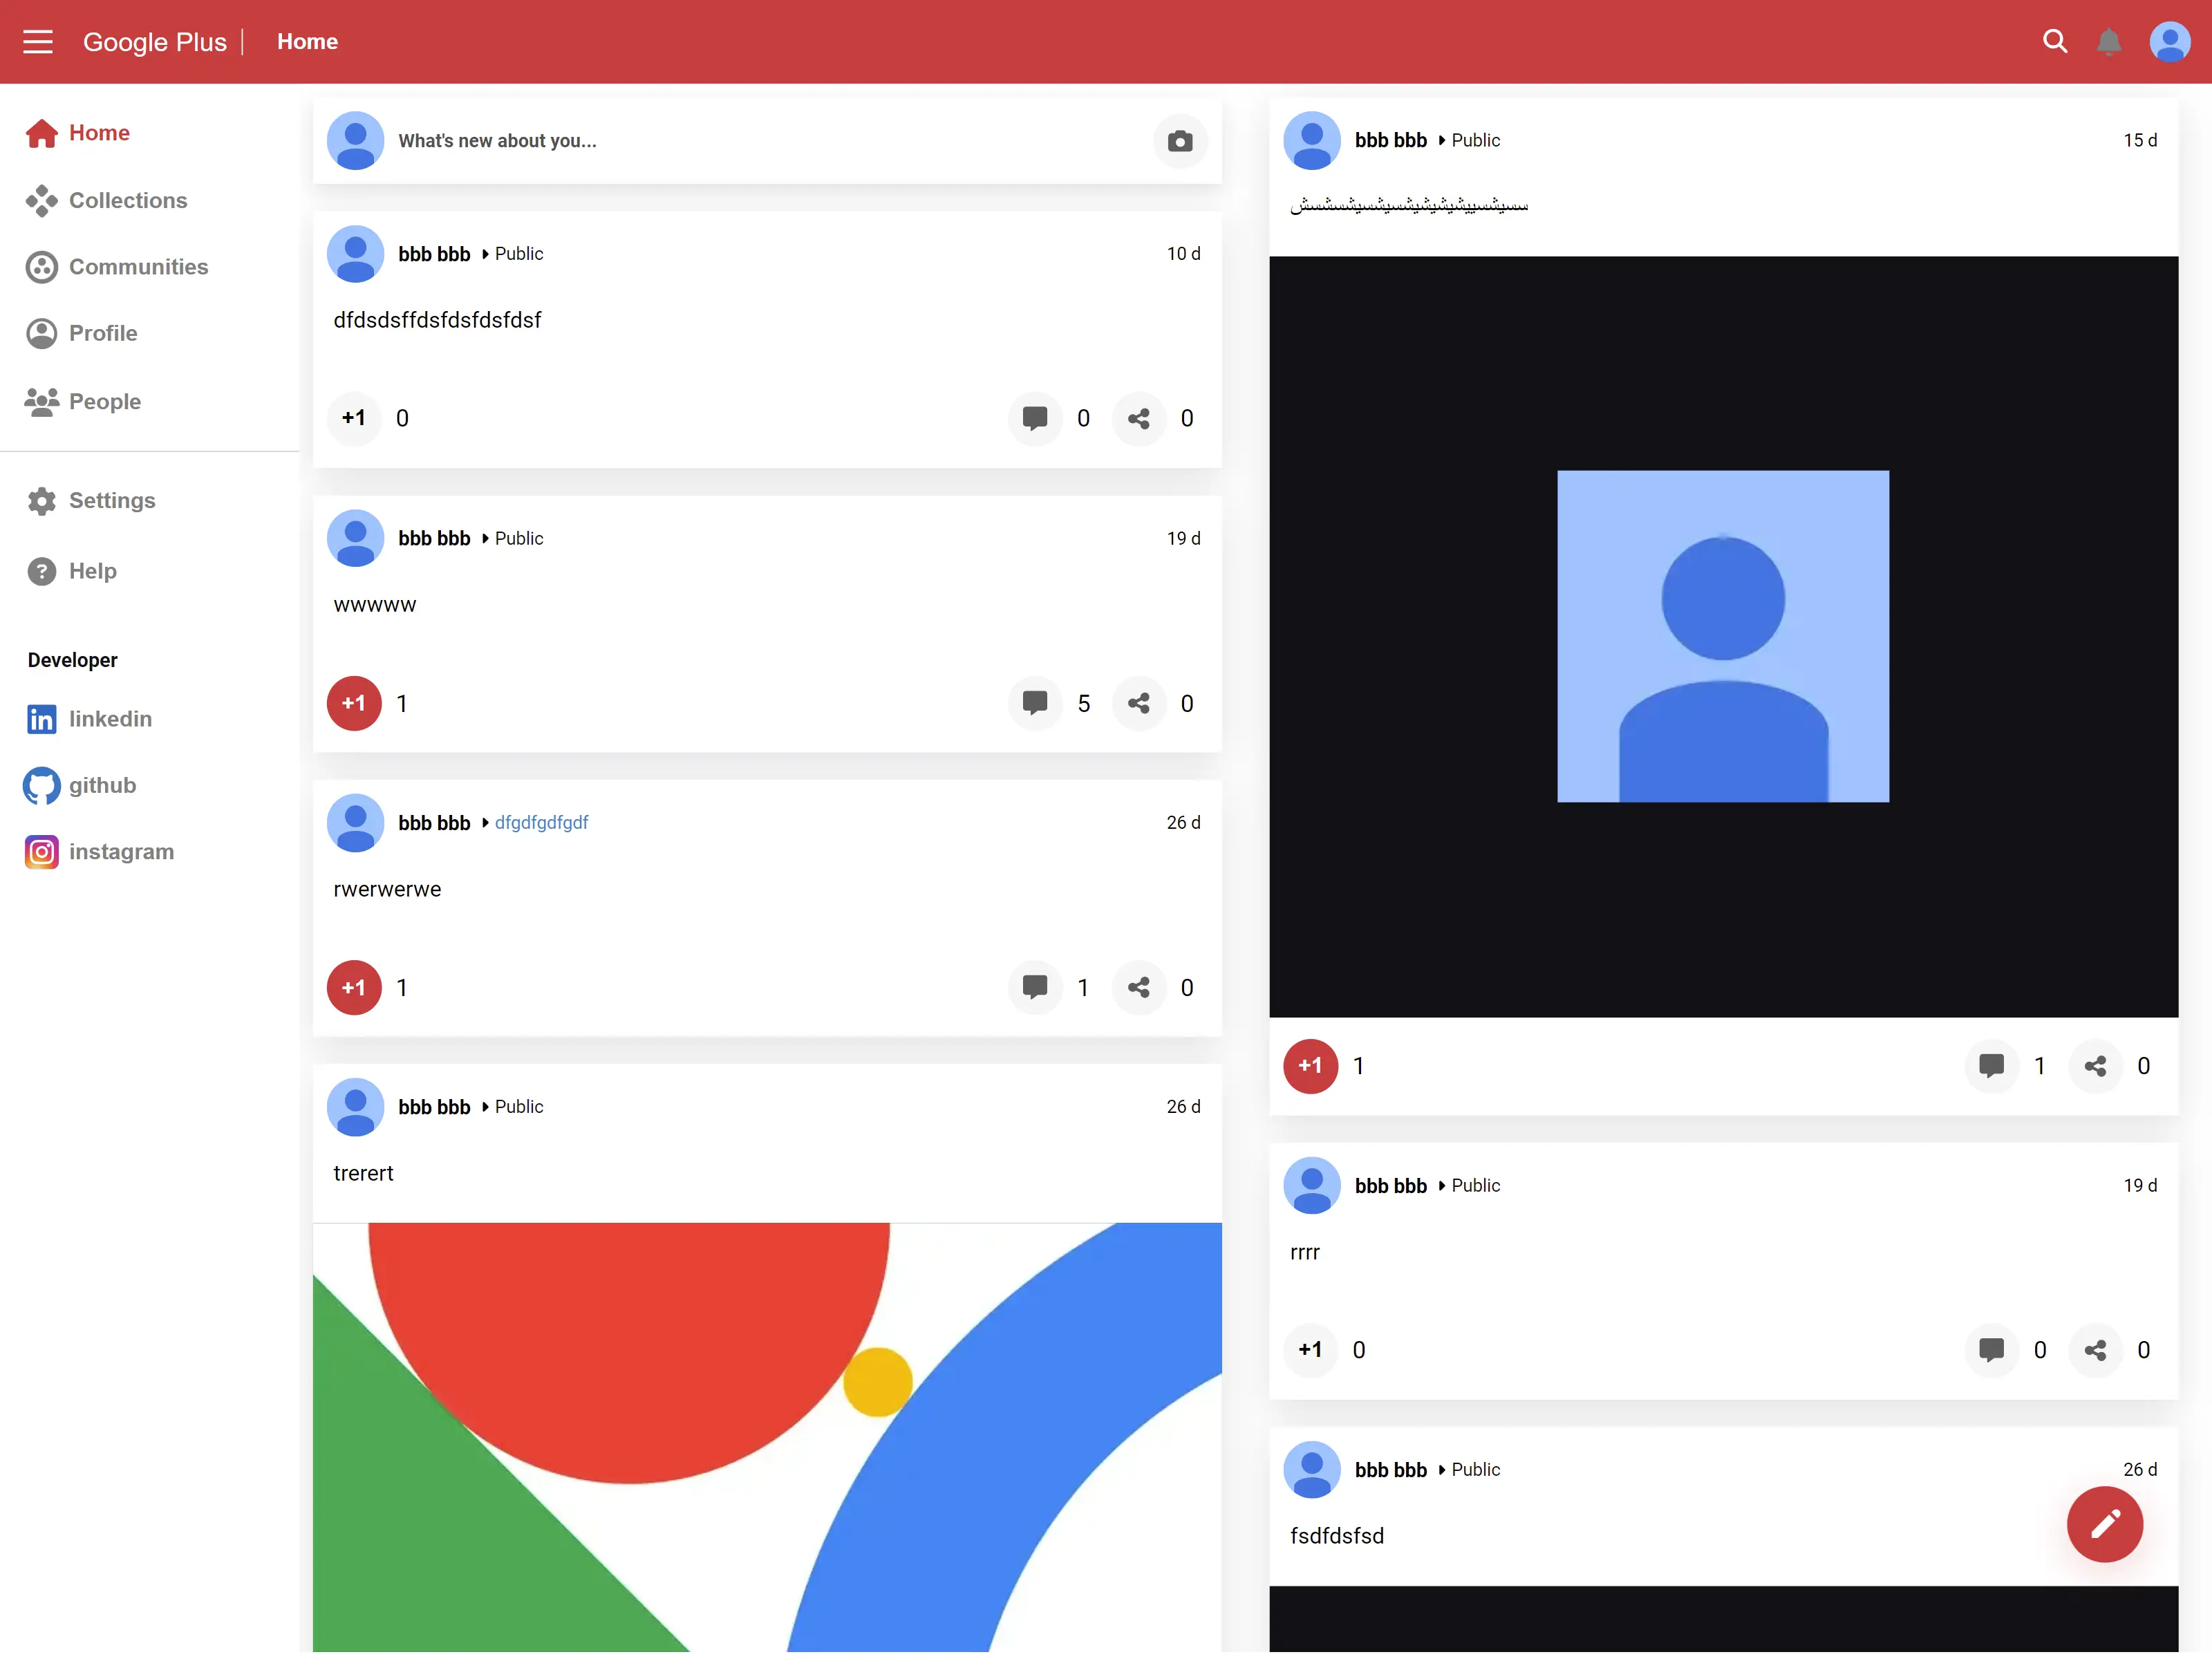 Google Plus
Home
Home
Collections
Communities
Profile
People
Settings
Help
Developer
linkedin
github
instagram
What's new about you...
bbb bbb Public 10 d
dfdsdsffdsfdsfdsfdsf
+1 0 0 0
bbb bbb Public 19 d
wwwww
+1 1 5 0
bbb bbb dfgdfgdfgdf 26 d
rwerwerwe
+1 1 1 0
bbb bbb Public 26 d
trerert
bbb bbb Public 15 d
+1 1 1 0
bbb bbb Public 19 d
rrrr
+1 0 0 0
bbb bbb Public 26 d
fsdfdsfsd